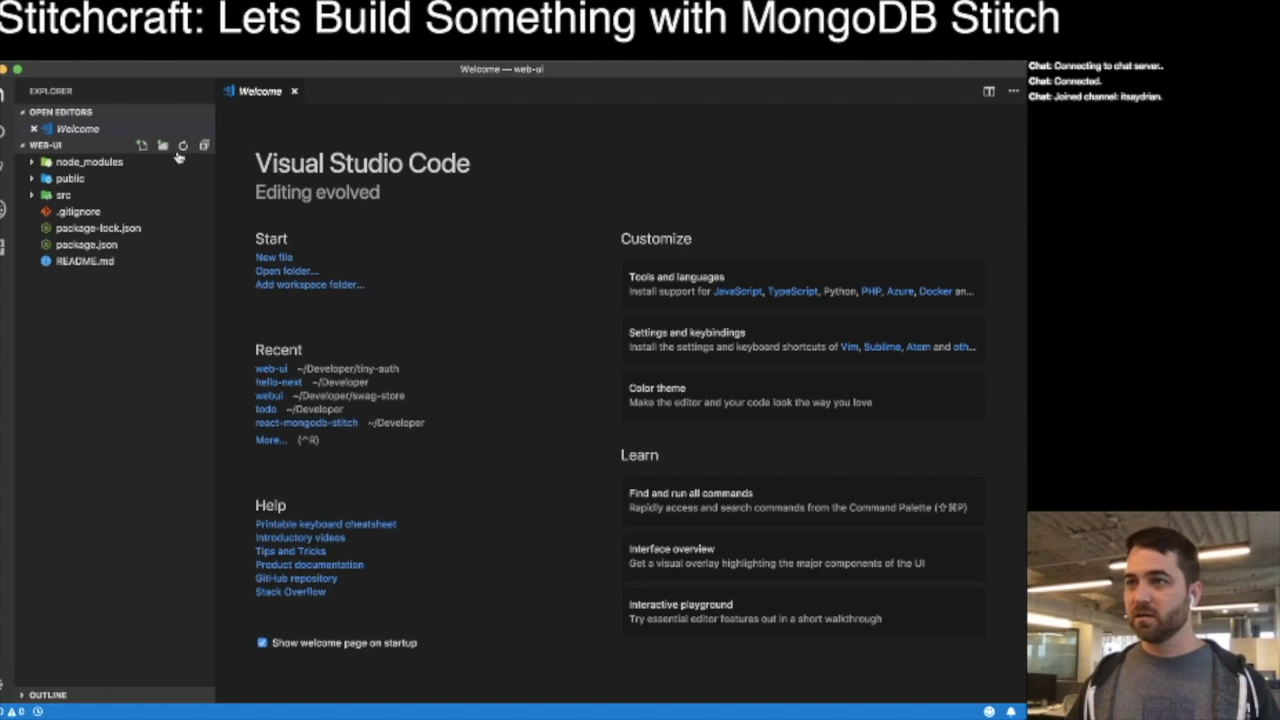 Stitchcraft: Lets Build Something with MongoDB Stitch
Welcome — web-ui
Chat: Connecting to chat server..
Chat: Connected.
Chat: Joined channel: itsaydrian.
EXPLORER
OPEN EDITORS
Welcome
WEB-UI
node_modules
public
src
.gitignore
package-lock.json
package.json
README.md
OUTLINE
Welcome
Visual Studio Code
Editing evolved
Start
New file
Open folder...
Add workspace folder...
Recent
web-ui ~/Developer/tiny-auth
hello-next ~/Developer
webui ~/Developer/swag-store
todo ~/Developer
react-mongodb-stitch ~/Developer
More... (^R)
Help
Printable keyboard cheatsheet
Introductory videos
Tips and Tricks
Product documentation
GitHub repository
Stack Overflow
Show welcome page on startup
Customize
Tools and languages
Install support for JavaScript, TypeScript, Python, PHP, Azure, Docker an...
Settings and keybindings
Install the settings and keyboard shortcuts of Vim, Sublime, Atom and oth...
Color theme
Make the editor and your code look the way you love
Learn
Find and run all commands
Rapidly access and search commands from the Command Palette (⇧⌘P)
Interface overview
Get a visual overlay highlighting the major components of the UI
Interactive playground
Try essential editor features out in a short walkthrough
0 0